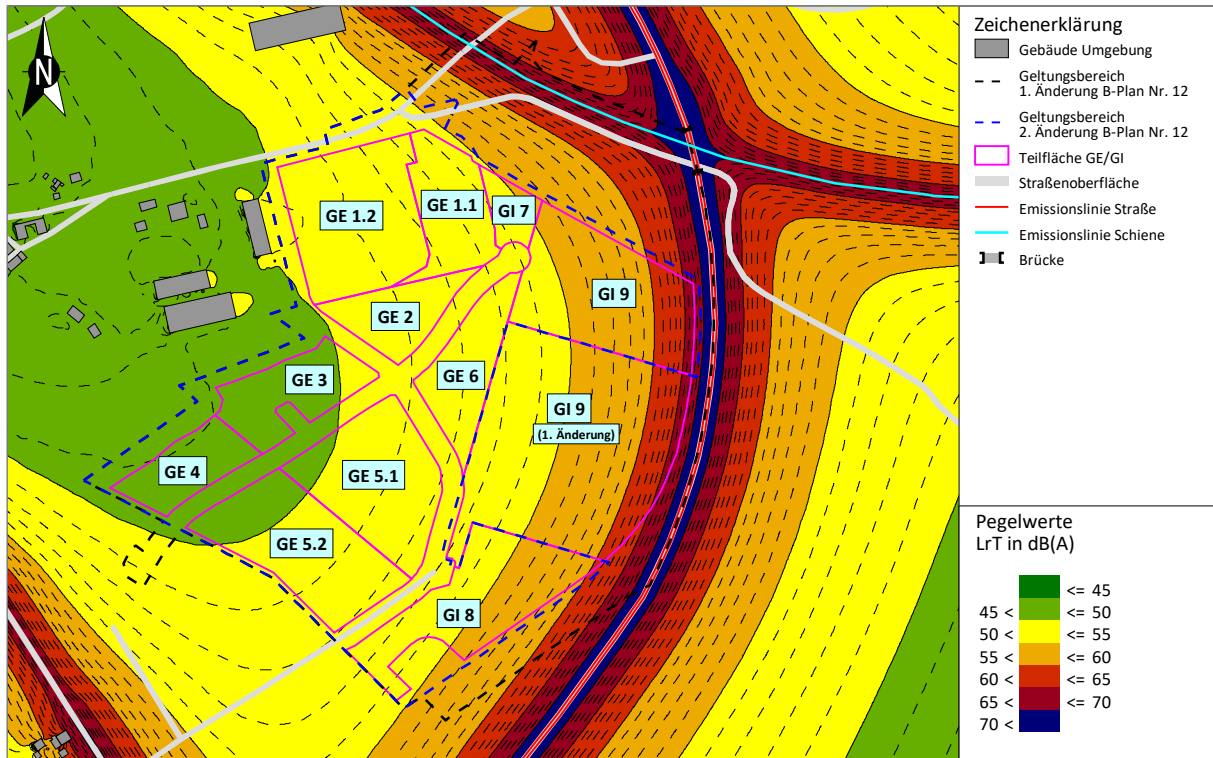 N
GE 1.2
GE 1.1
GI 7
GE 2
GI 9
GE 3
GE 6
GI 9
(1. Änderung)
GE 4
GE 5.1
GE 5.2
GI 8
Zeichenerklärung
Gebäude Umgebung
Geltungsbereich
1. Änderung B-Plan Nr. 12
Geltungsbereich
2. Änderung B-Plan Nr. 12
Teilfläche GE/GI
Straßenoberfläche
Emissionslinie Straße
Emissionslinie Schiene
Brücke
Pegelwerte
LrT in dB(A)
<= 45
45 < <= 50
50 < <= 55
55 < <= 60
60 < <= 65
65 < <= 70
70 <